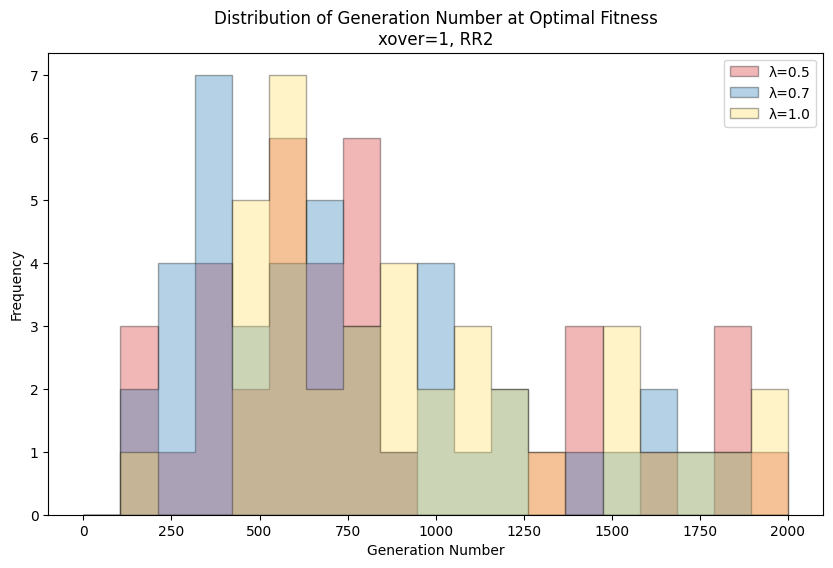 Distribution of Generation Number at Optimal Fitness
xover=1, RR2
λ=0.5
λ=0.7
λ=1.0
Frequency
7
6
5
4
3
2
1
0
0 250 500 750 1000 1250 1500 1750 2000
Generation Number